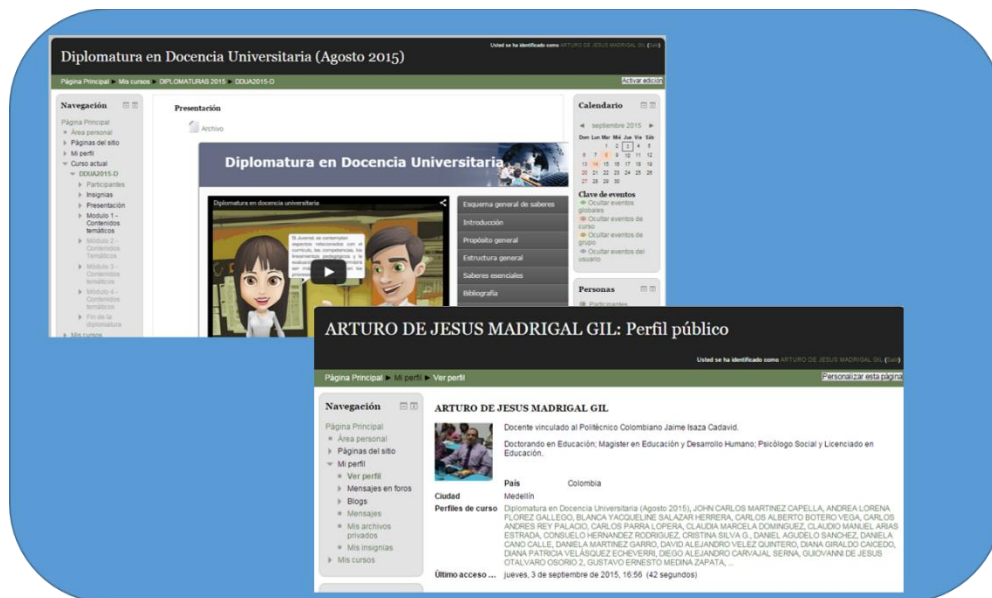 Usted se ha identificado como ARTURO DE JESUS MADRIGAL GIL (Salir)
Diplomatura en Docencia Universitaria (Agosto 2015)
Página Principal ► Mis cursos ► DIPLOMATURAS 2015 ► DDUA2015-D
Activar edición
Navegación
Página Principal
Área personal
Páginas del sitio
Mi perfil
Curso actual
DDUA2015-D
Participantes
Insignias
Presentación
Modulo 1 -
Contenidos
temáticos
Módulo 2 -
Contenidos
Temáticos
Módulo 3 -
Contenidos
temáticos
Módulo 4 -
Contenidos
temáticos
Fin de la
diplomatura
Mis cursos
Presentación
Archivo
Diplomatura en Docencia Universitaria
Diplomatura en docencia universitaria
Esquema general de saberes
Introducción
Propósito general
Estructura general
Saberes esenciales
Bibliografía
Calendario
◄ septiembre 2015 ►
Dom Lun Mar Mié Jue Vie Sáb
1 2 3 4 5
6 7 8 9 10 11 12
13 14 15 16 17 18 19
20 21 22 23 24 25 26
27 28 29 30
Clave de eventos
Ocultar eventos
globales
Ocultar eventos de
curso
Ocultar eventos de
grupo
Ocultar eventos del
usuario
Personas
Participantes
ARTURO DE JESUS MADRIGAL GIL: Perfil público
Usted se ha identificado como ARTURO DE JESUS MADRIGAL GIL (Salir)
Página Principal ► Mi perfil ► Ver perfil
Personalizar esta página
Navegación
Página Principal
Área personal
Páginas del sitio
Mi perfil
Ver perfil
Mensajes en foros
Blogs
Mensajes
Mis archivos
privados
Mis insignias
Mis cursos
ARTURO DE JESUS MADRIGAL GIL
Docente vinculado al Politécnico Colombiano Jaime Isaza Cadavid.
Doctorando en Educación; Magister en Educación y Desarrollo Humano; Psicólogo Social y Licenciado en
Educación.
País Colombia
Ciudad Medellín
Perfiles de curso Diplomatura en Docencia Universitaria (Agosto 2015), JOHN CARLOS MARTINEZ CAPELLA, ANDREA LORENA
FLOREZ GALLEGO, BLANCA YACQUELINE SALAZAR HERRERA, CARLOS ALBERTO BOTERO VEGA, CARLOS
ANDRES REY PALACIO, CARLOS PARRA LOPERA, CLAUDIA MARCELA DOMINGUEZ, CLAUDIO MANUEL ARIAS
ESTRADA, CONSUELO HERNANDEZ RODRIGUEZ, CRISTINA SILVA G., DANIEL AGUDELO SANCHEZ, DANIELA
CANO CALLE, DANIELA MARTINEZ GARRO, DAVID ALEJANDRO VELEZ QUINTERO, DIANA GIRALDO CAICEDO,
DIANA PATRICIA VELÁSQUEZ ECHEVERRI, DIEGO ALEJANDRO CARVAJAL SERNA, GUIOVANNI DE JESUS
OTALVARO OSORIO 2, GUSTAVO ERNESTO MEDINA ZAPATA, ...
Último acceso ... jueves, 3 de septiembre de 2015, 16:56 (42 segundos)